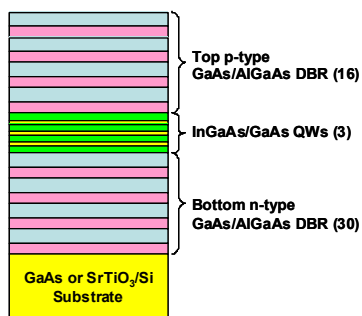 Top p-type
GaAs/AlGaAs DBR (16)
InGaAs/GaAs QWs (3)
Bottom n-type
GaAs/AlGaAs DBR (30)
GaAs or SrTiO₃/Si
Substrate